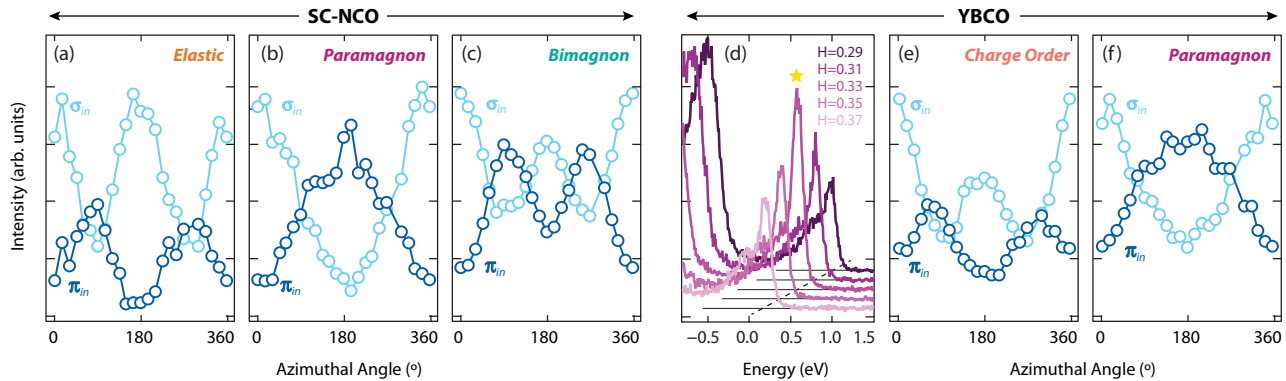 SC-NCO
YBCO
(a) Elastic
(b) Paramagnon
(c) Bimagnon
(d)
H=0.29
H=0.31
H=0.33
H=0.35
H=0.37
(e) Charge Order
(f) Paramagnon
σin
πin
σin
πin
σin
πin
σin
πin
σin
πin
Intensity (arb. units)
0 180 360
0 200 360
0 180 360
−0.5 0.0 0.5 1.0 1.5
0 180 360
0 180 360
Azimuthal Angle (º)
Energy (eV)
Azimuthal Angle (º)